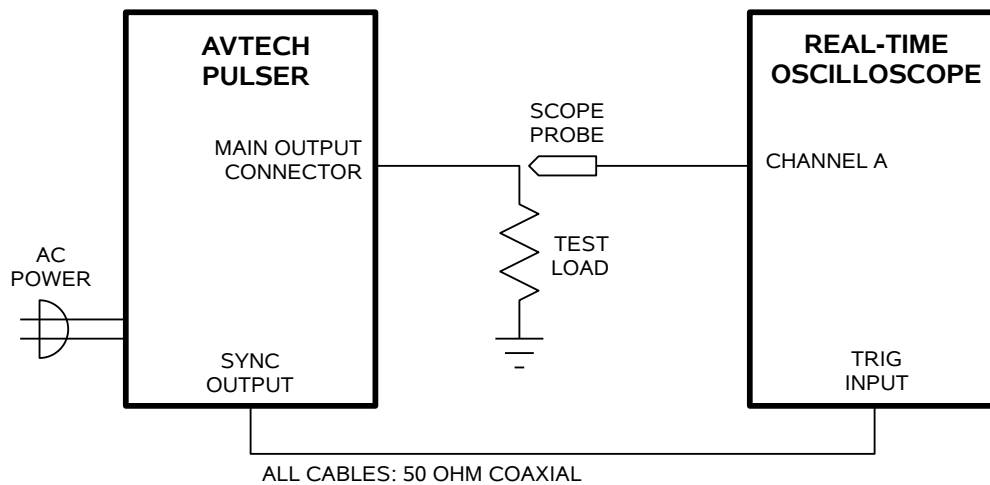 AVTECH
PULSER
REAL-TIME
OSCILLOSCOPE
SCOPE
PROBE
MAIN OUTPUT
CONNECTOR
CHANNEL A
TEST
LOAD
AC
POWER
SYNC
OUTPUT
TRIG
INPUT
ALL CABLES: 50 OHM COAXIAL